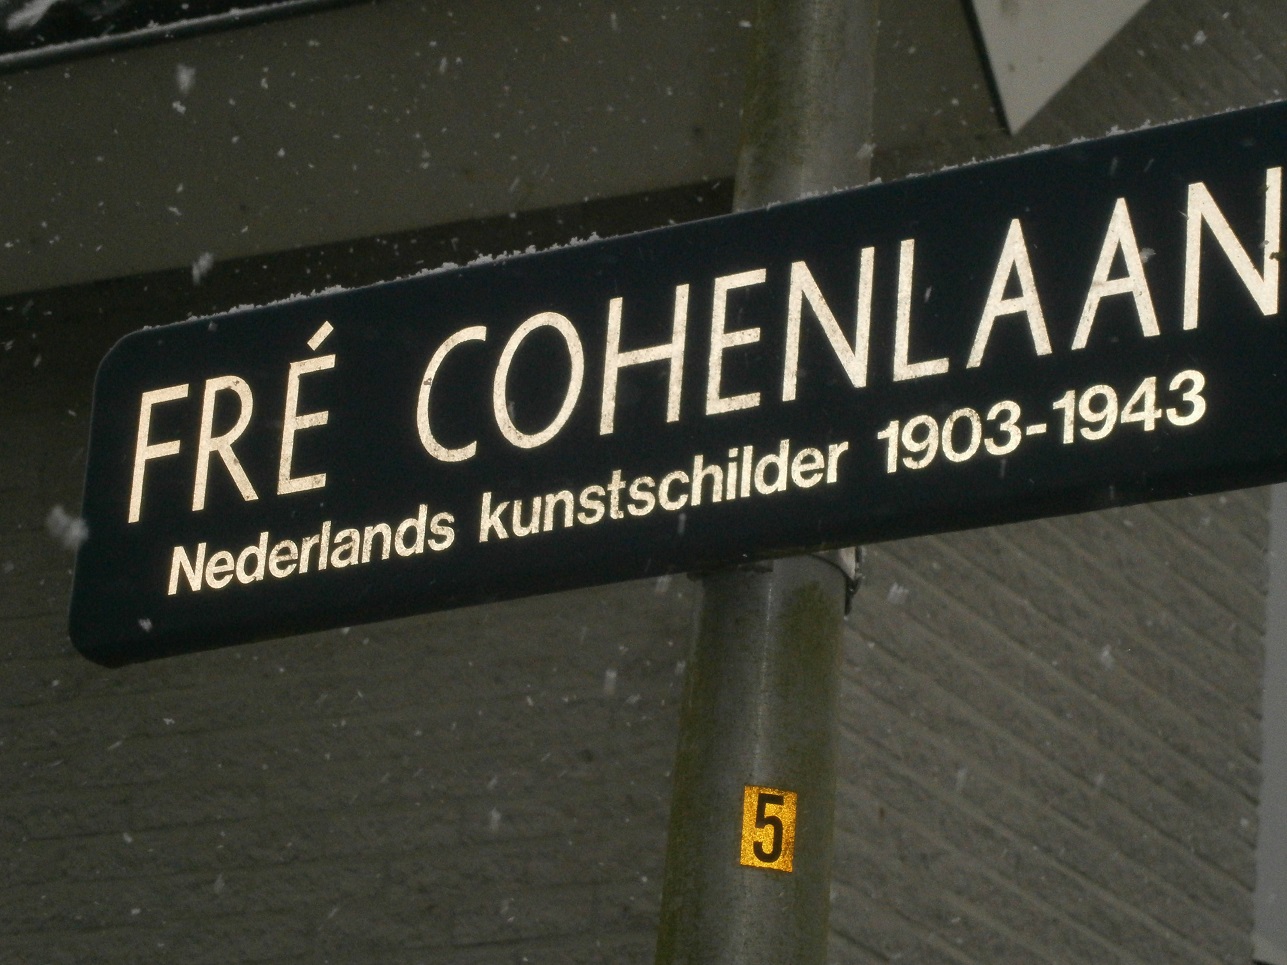 FRÉ COHENLAAN
Nederlands kunstschilder 1903-1943
5